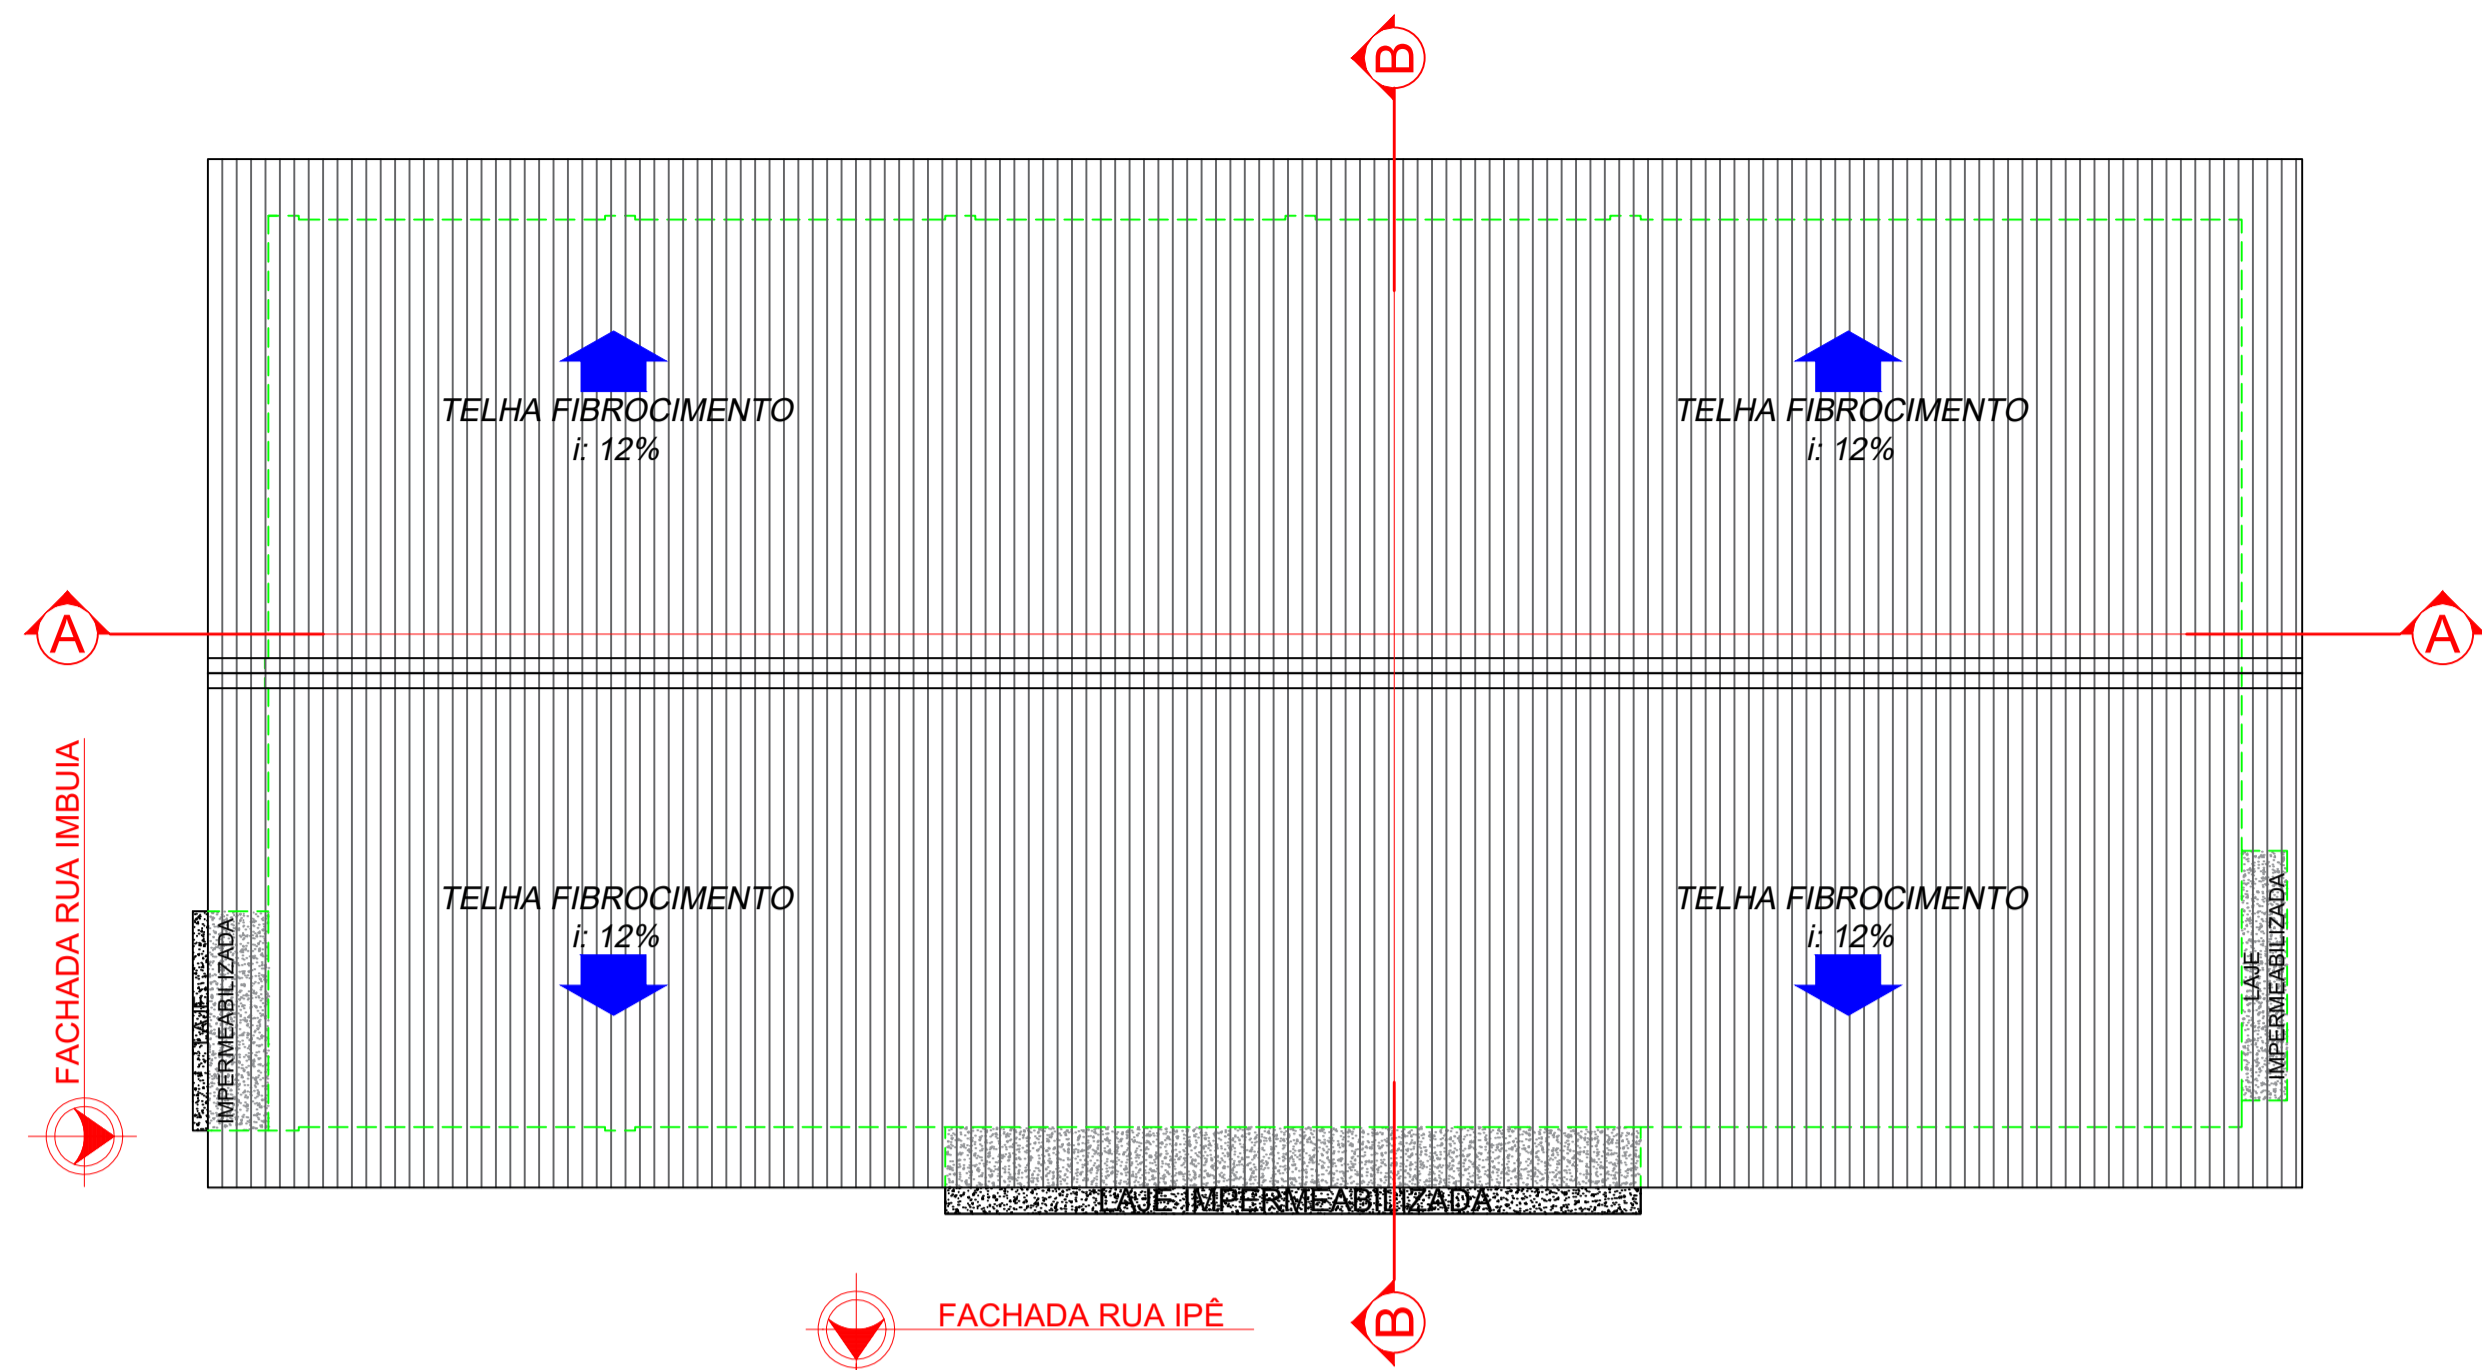 B
TELHA FIBROCIMENTO
i: 12%
TELHA FIBROCIMENTO
i: 12%
A
A
FACHADA RUA IMBUIA
TELHA FIBROCIMENTO
i: 12%
TELHA FIBROCIMENTO
i: 12%
LAJE
IMPERMEABILIZADA
LAJE
IMPERMEABILIZADA
LAJE IMPERMEABILIZADA
FACHADA RUA IPÊ
B